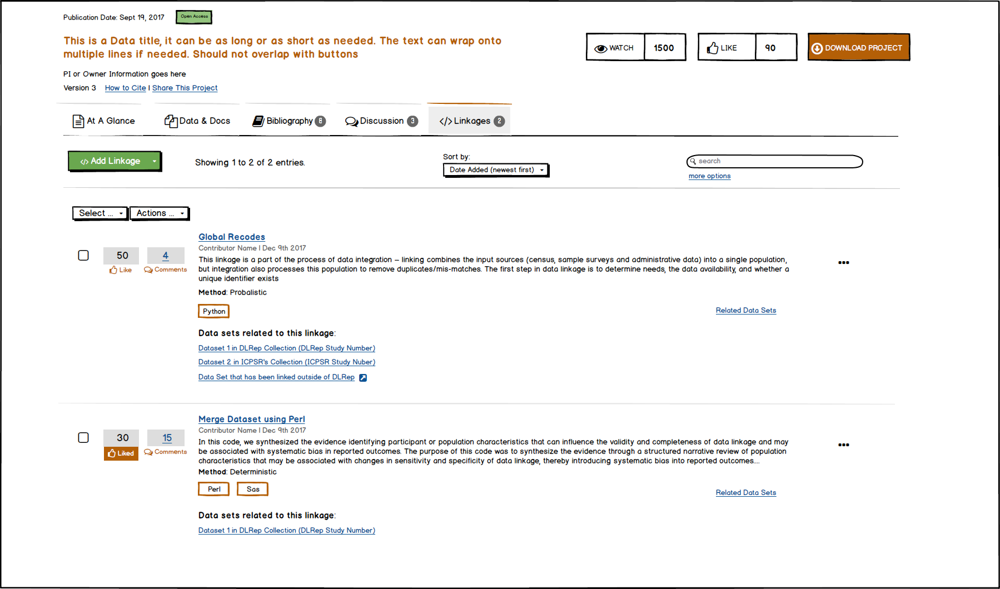 Publication Date: Sept 19, 2017 Open Access
This is a Data title, it can be as long or as short as needed. The text can wrap onto
multiple lines if needed. Should not overlap with buttons
WATCH 1500 LIKE 90 DOWNLOAD PROJECT
PI or Owner Information goes here
Version 3 How to Cite | Share This Project
At A Glance Data & Docs Bibliography 8 Discussion 3 </> Linkages 2
</> Add Linkage
Showing 1 to 2 of 2 entries.
Sort by:
Date Added (newest first)
search
more options
Select ... Actions ...
Global Recodes
Contributor Name | Dec 9th 2017
50 Like
4 Comments
This linkage is a part of the process of data integration – linking combines the input sources (census, sample surveys and administrative data) into a single population,
but integration also processes this population to remove duplicates/mis-matches. The first step in data linkage is to determine needs, the data availability, and whether a
unique identifier exists
Method: Probalistic
Python
Related Data Sets
Data sets related to this linkage:
Dataset 1 in DLRep Collection (DLRep Study Number)
Dataset 2 in ICPSR's Collection (ICPSR Study Nuber)
Data Set that has been linked outside of DLRep
Merge Dataset using Perl
Contributor Name | Dec 9th 2017
30 Liked
15 Comments
In this code, we synthesized the evidence identifying participant or population characteristics that can influence the validity and completeness of data linkage and may
be associated with systematic bias in reported outcomes. The purpose of this code was to synthesize the evidence through a structured narrative review of population
characteristics that may be associated with changes in sensitivity and specificity of data linkage, thereby introducing systematic bias into reported outcomes....
Method: Deterministic
Perl Sas
Related Data Sets
Data sets related to this linkage:
Dataset 1 in DLRep Collection (DLRep Study Number)